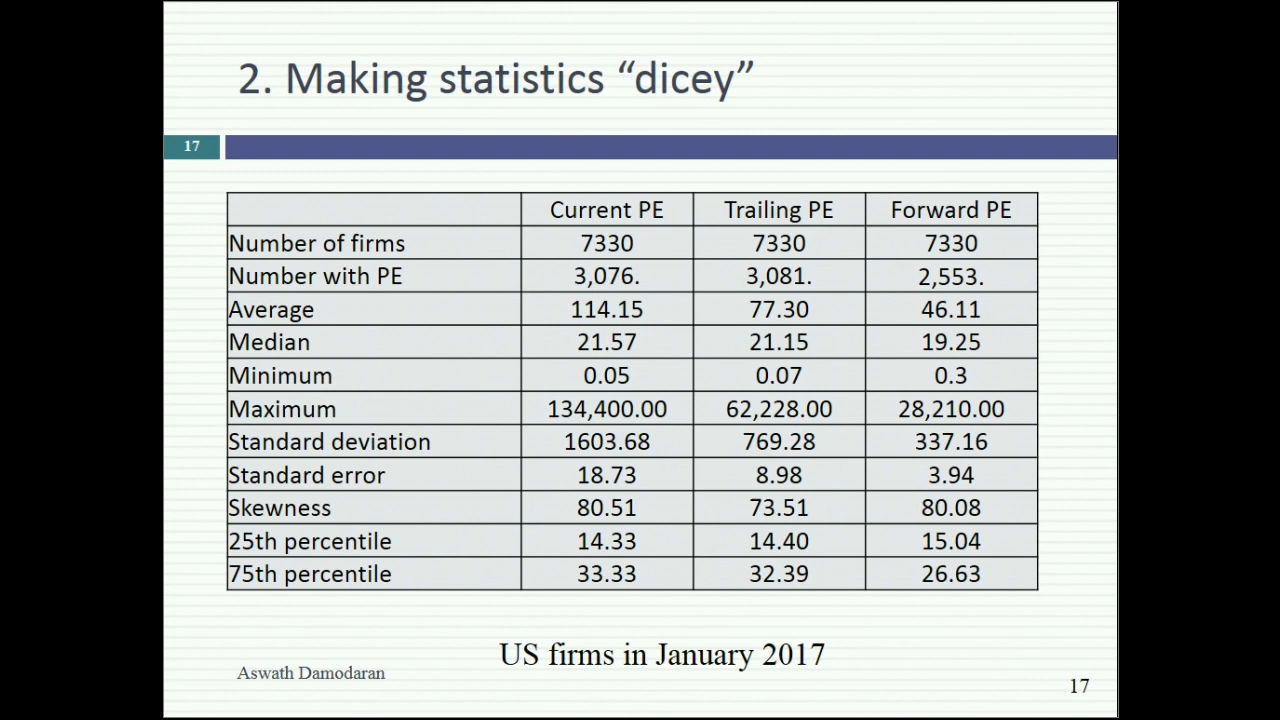 2. Making statistics “dicey”
17
Current PE Trailing PE Forward PE
Number of firms 7330 7330 7330
Number with PE 3,076. 3,081. 2,553.
Average 114.15 77.30 46.11
Median 21.57 21.15 19.25
Minimum 0.05 0.07 0.3
Maximum 134,400.00 62,228.00 28,210.00
Standard deviation 1603.68 769.28 337.16
Standard error 18.73 8.98 3.94
Skewness 80.51 73.51 80.08
25th percentile 14.33 14.40 15.04
75th percentile 33.33 32.39 26.63
US firms in January 2017
Aswath Damodaran
17